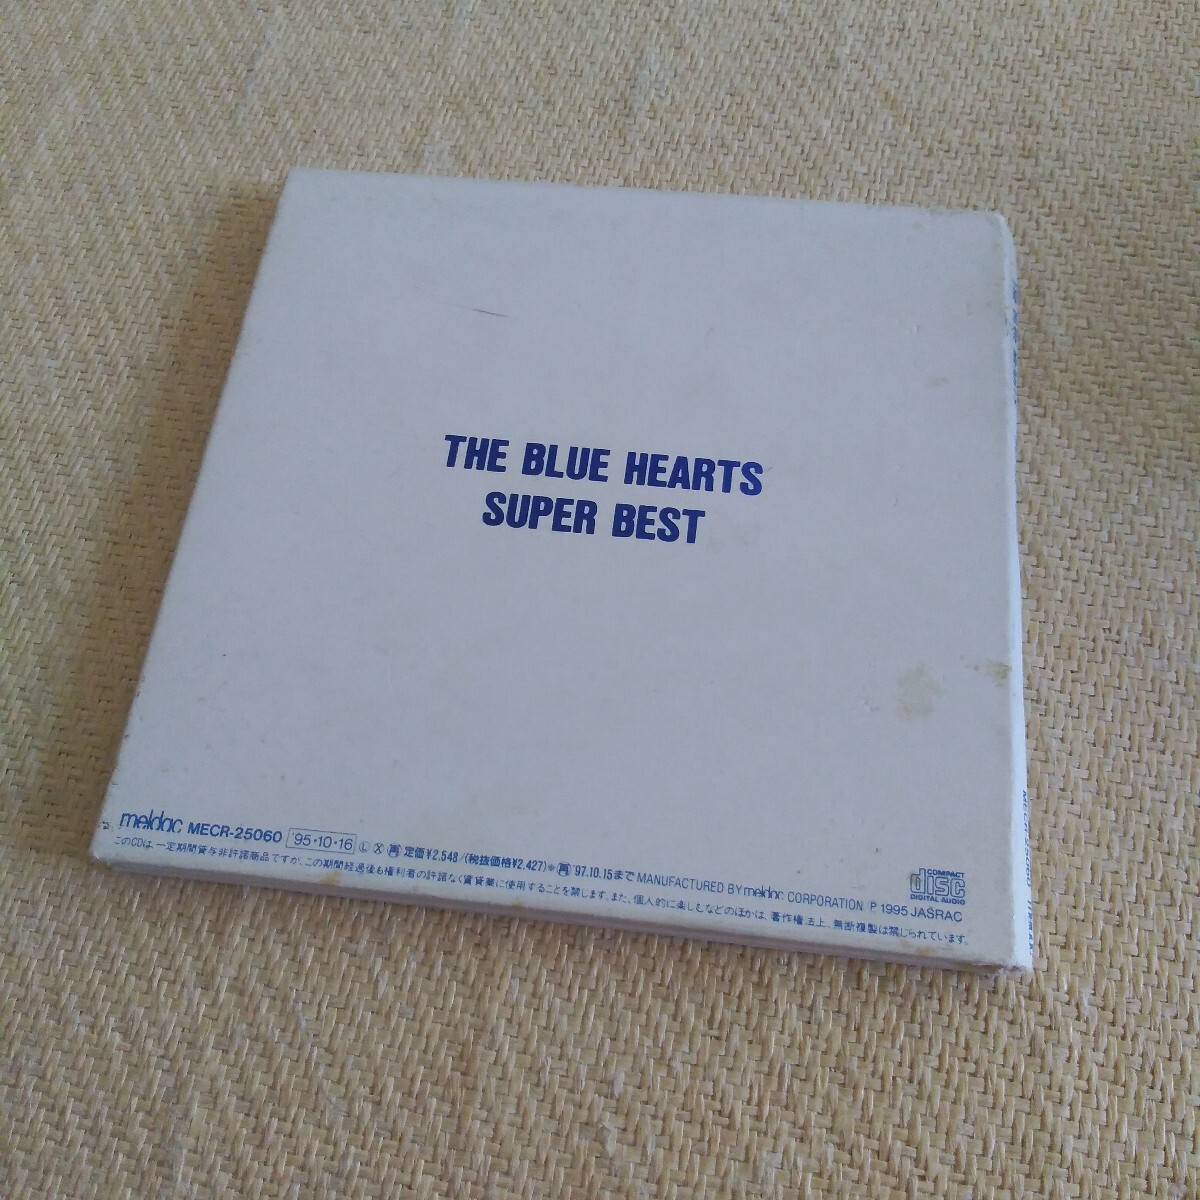 THE BLUE HEARTS
SUPER BEST
meldac MECR-25060 '95・10・16 Ⓛ Ⓧ 再 定価¥2,548/(税抜価格¥2,427)※再 '97.10.15まで MANUFACTURED BY meldac CORPORATION Ⓟ 1995 JASRAC
このCDは、一定期間貸与非許諾商品ですが、この期間経過後も権利者の許諾なく賃貸業に使用することを禁じます。また、個人的に楽しむなどのほかは、著作権法上、無断複製は禁じられています。
COMPACT
disc
DIGITAL AUDIO
MECR-25060